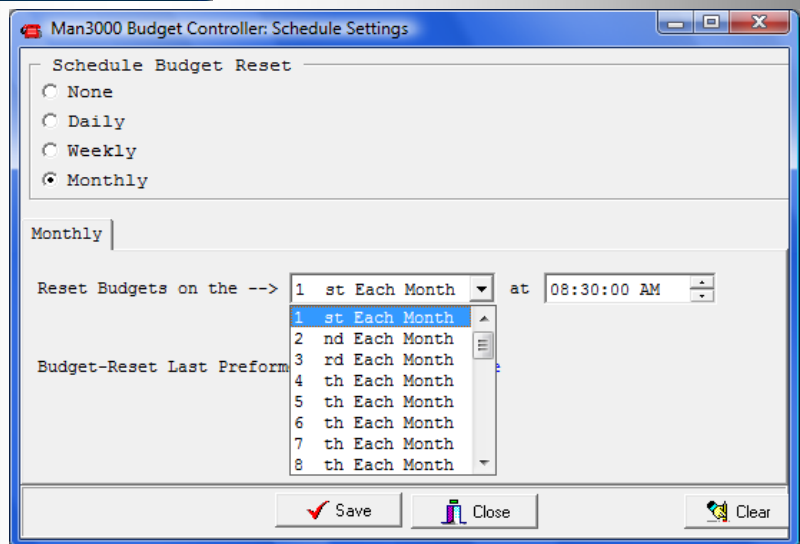 Man3000 Budget Controller: Schedule Settings
Schedule Budget Reset
None
Daily
Weekly
Monthly
Monthly
Reset Budgets on the --> 1 st Each Month at 08:30:00 AM
1 st Each Month
2 nd Each Month
3 rd Each Month
Budget-Reset Last Preform
4 th Each Month
5 th Each Month
6 th Each Month
7 th Each Month
8 th Each Month
Save Close Clear